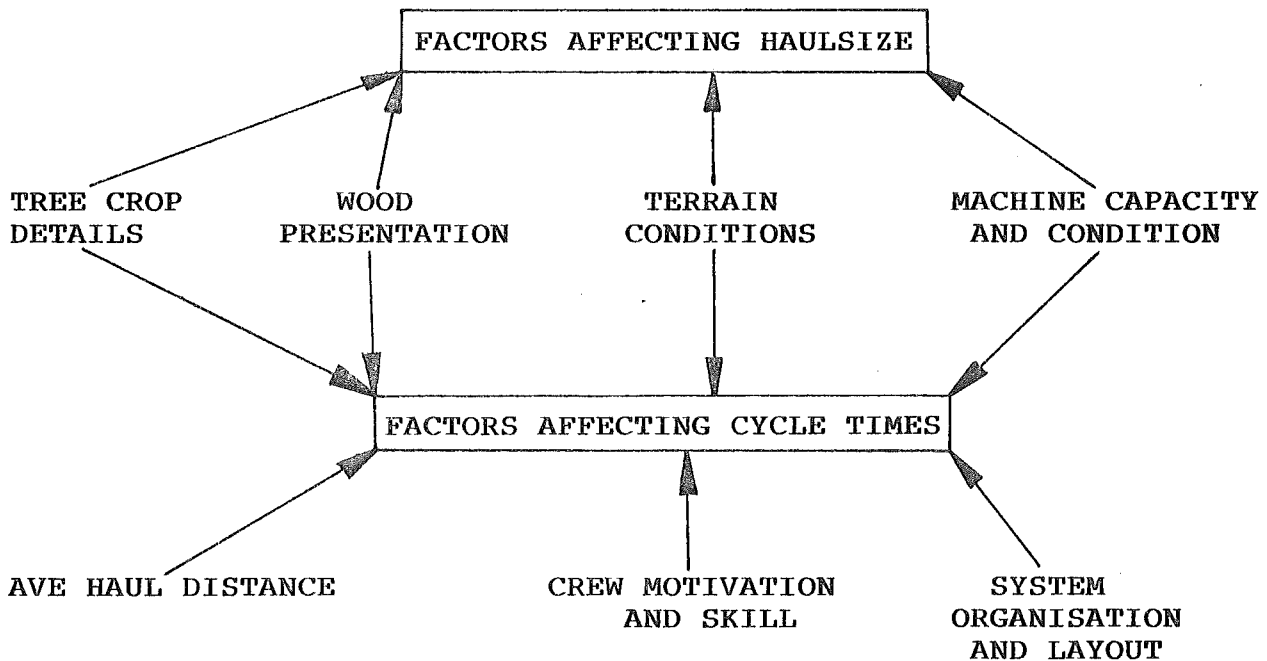 FACTORS AFFECTING HAULSIZE
TREE CROP
DETAILS
WOOD
PRESENTATION
TERRAIN
CONDITIONS
MACHINE CAPACITY
AND CONDITION
FACTORS AFFECTING CYCLE TIMES
AVE HAUL DISTANCE
CREW MOTIVATION
AND SKILL
SYSTEM
ORGANISATION
AND LAYOUT